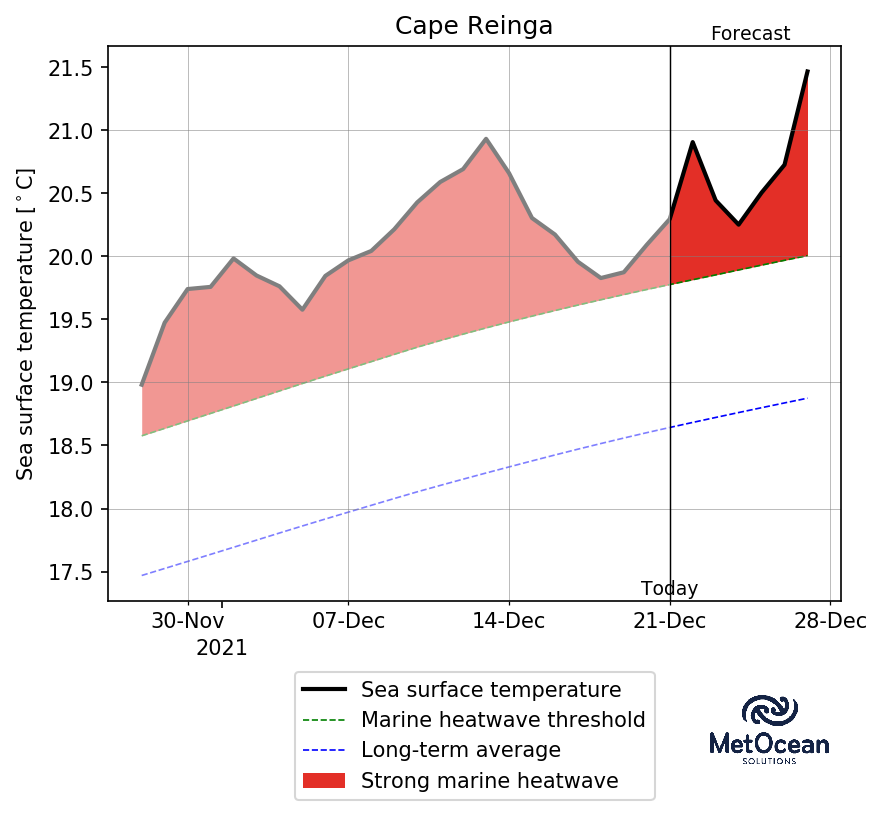 Cape Reinga
Forecast
Sea surface temperature [°C]
21.5
21.0
20.5
20.0
19.5
19.0
18.5
18.0
17.5
Today
30-Nov 07-Dec 14-Dec 21-Dec 28-Dec
2021
Sea surface temperature
Marine heatwave threshold
Long-term average
Strong marine heatwave
MetOcean
SOLUTIONS